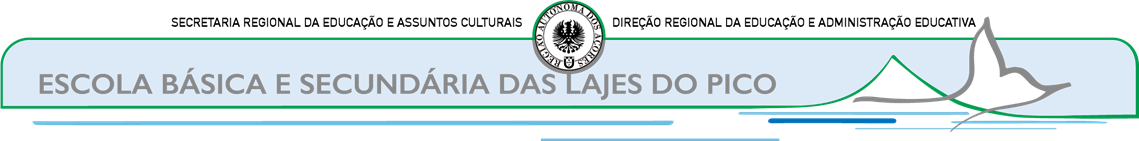 SECRETARIA REGIONAL DA EDUCAÇÃO E ASSUNTOS CULTURAIS
DIREÇÃO REGIONAL DA EDUCAÇÃO E ADMINISTRAÇÃO EDUCATIVA
REGIÃO AUTÓNOMA DOS AÇORES
ESCOLA BÁSICA E SECUNDÁRIA DAS LAJES DO PICO